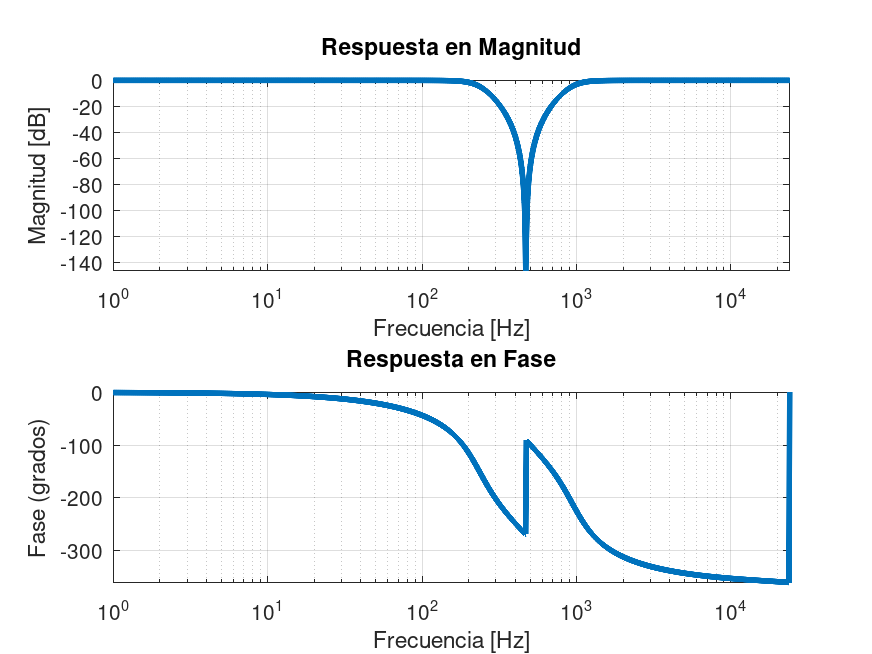 Respuesta en Magnitud
Magnitud [dB]
0
-20
-40
-60
-80
-100
-120
-140
10^0 10^1 10^2 10^3 10^4
Frecuencia [Hz]
Respuesta en Fase
Fase (grados)
0
-100
-200
-300
10^0 10^1 10^2 10^3 10^4
Frecuencia [Hz]